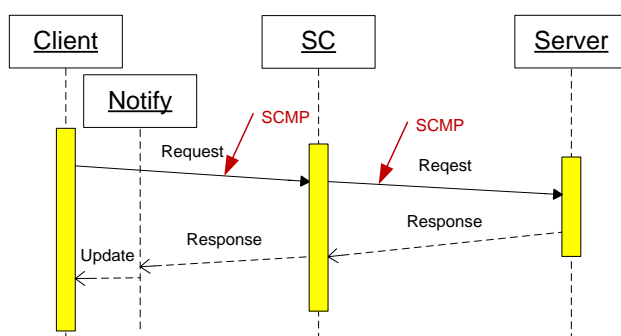 Client
SC
Server
Notify
SCMP
SCMP
Request
Reqest
Response
Response
Update